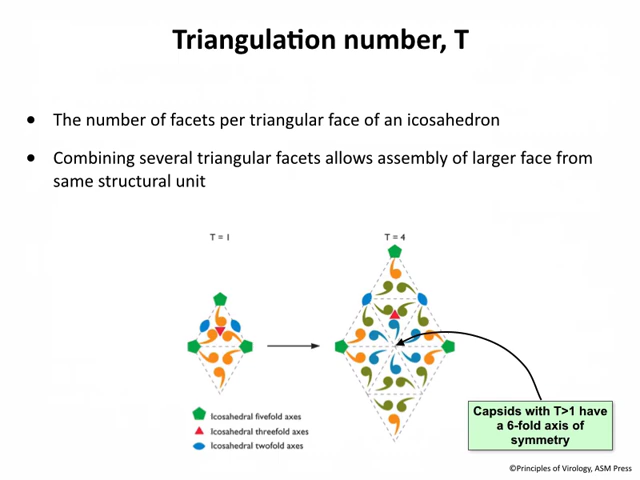 Triangulation number, T
● The number of facets per triangular face of an icosahedron
● Combining several triangular facets allows assembly of larger face from
same structural unit
T = 1
T = 4
Icosahedral fivefold axes
Icosahedral threefold axes
Icosahedral twofold axes
Capsids with T>1 have
a 6-fold axis of
symmetry
©Principles of Virology, ASM Press